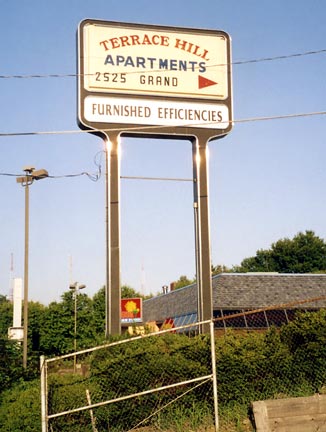 TERRACE HILL
APARTMENTS
2525 GRAND
FURNISHED EFFICIENCIES